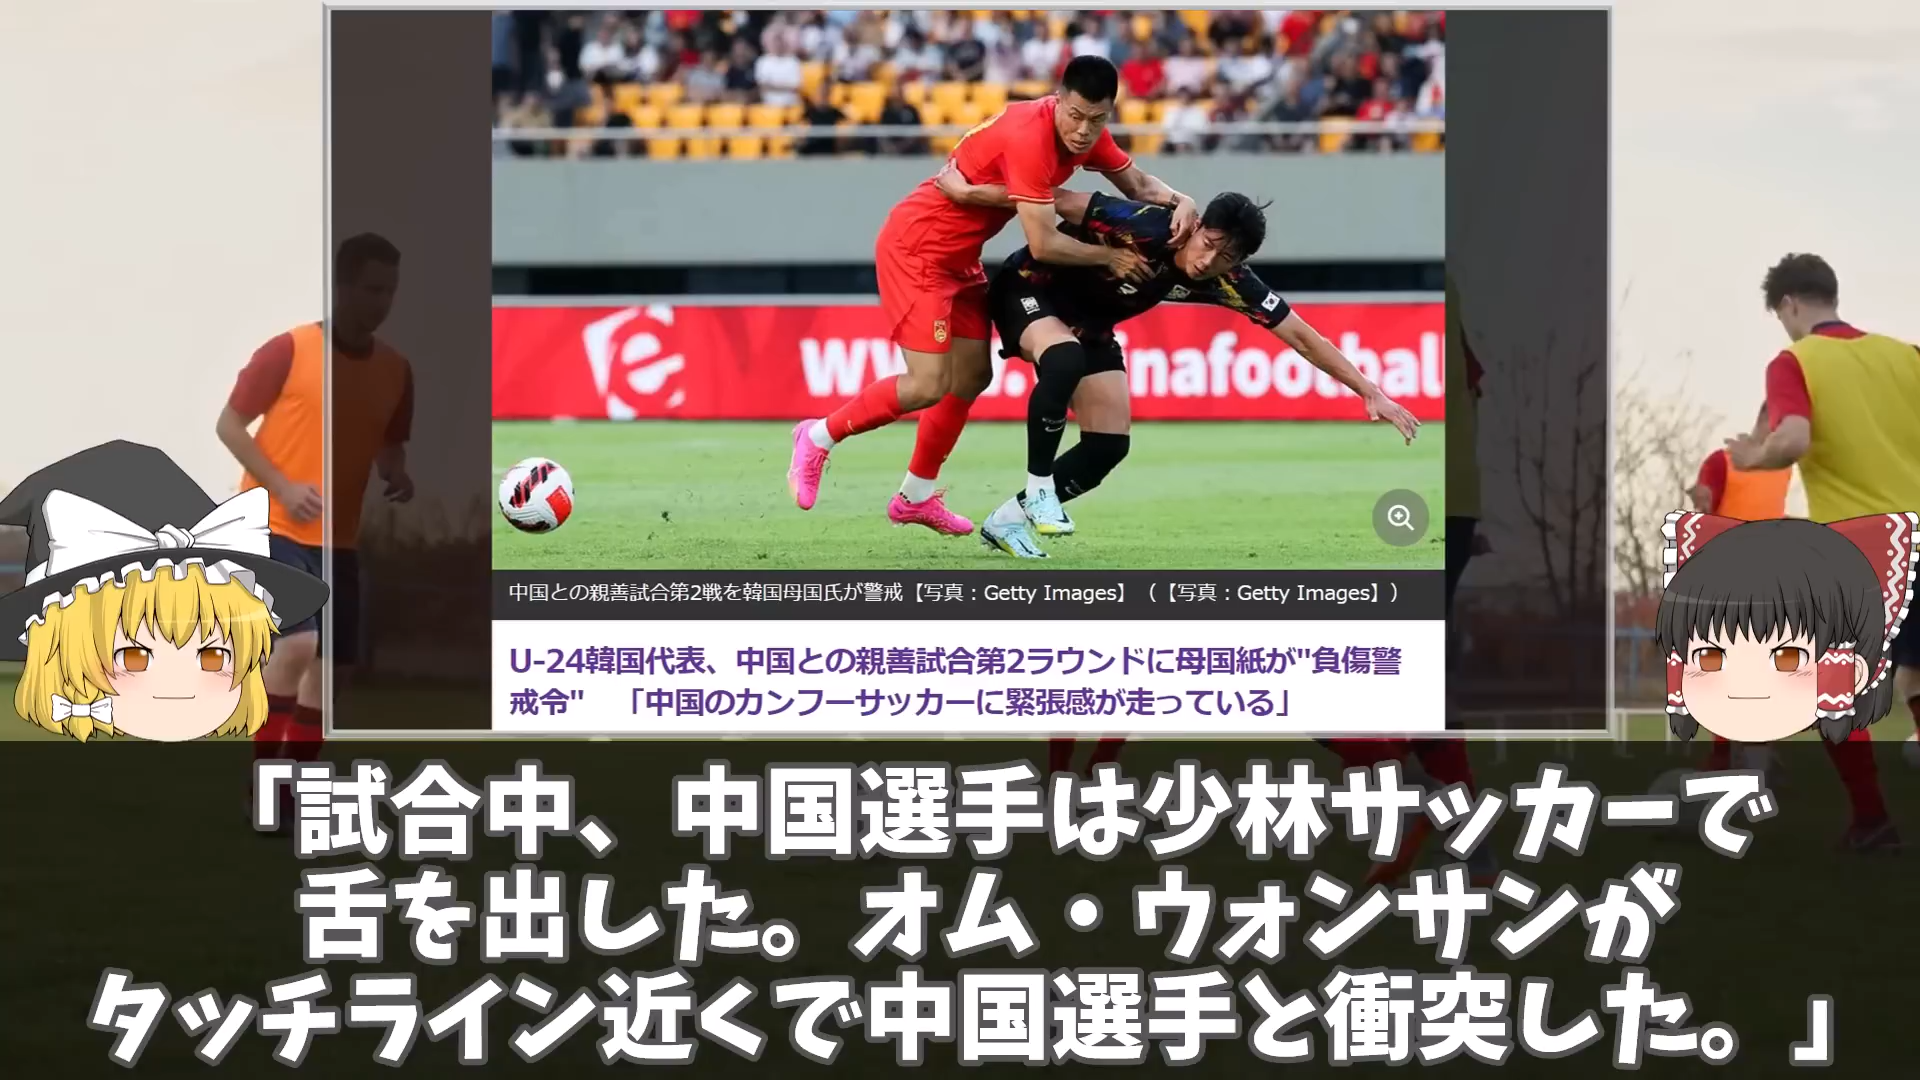 www.
inafootball
中国との親善試合第2戦を韓国母国氏が警戒【写真:Getty Images】(【写真:Getty Images】)
U-24韓国代表、中国との親善試合第2ラウンドに母国紙が"負傷警
戒令" 「中国のカンフーサッカーに緊張感が走っている」
「試合中、中国選手は少林サッカーで
舌を出した。オム・ウォンサンが
タッチライン近くで中国選手と衝突した。」